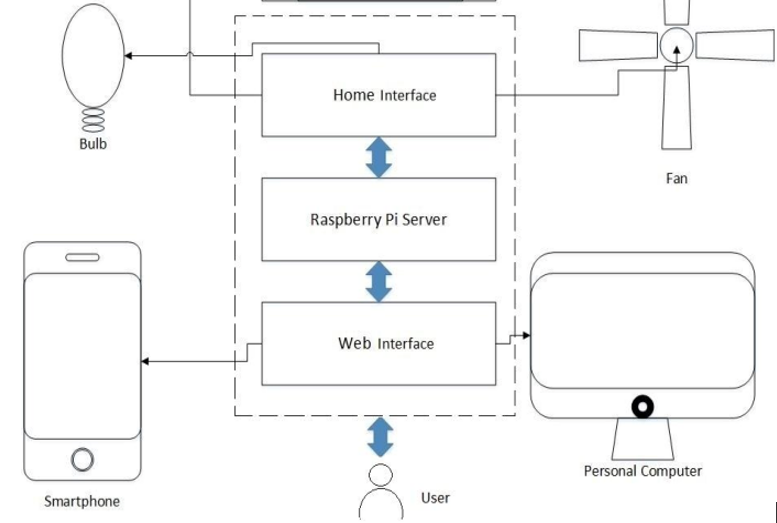 Home Interface
Bulb
Fan
Raspberry Pi Server
Web Interface
Personal Computer
Smartphone
User